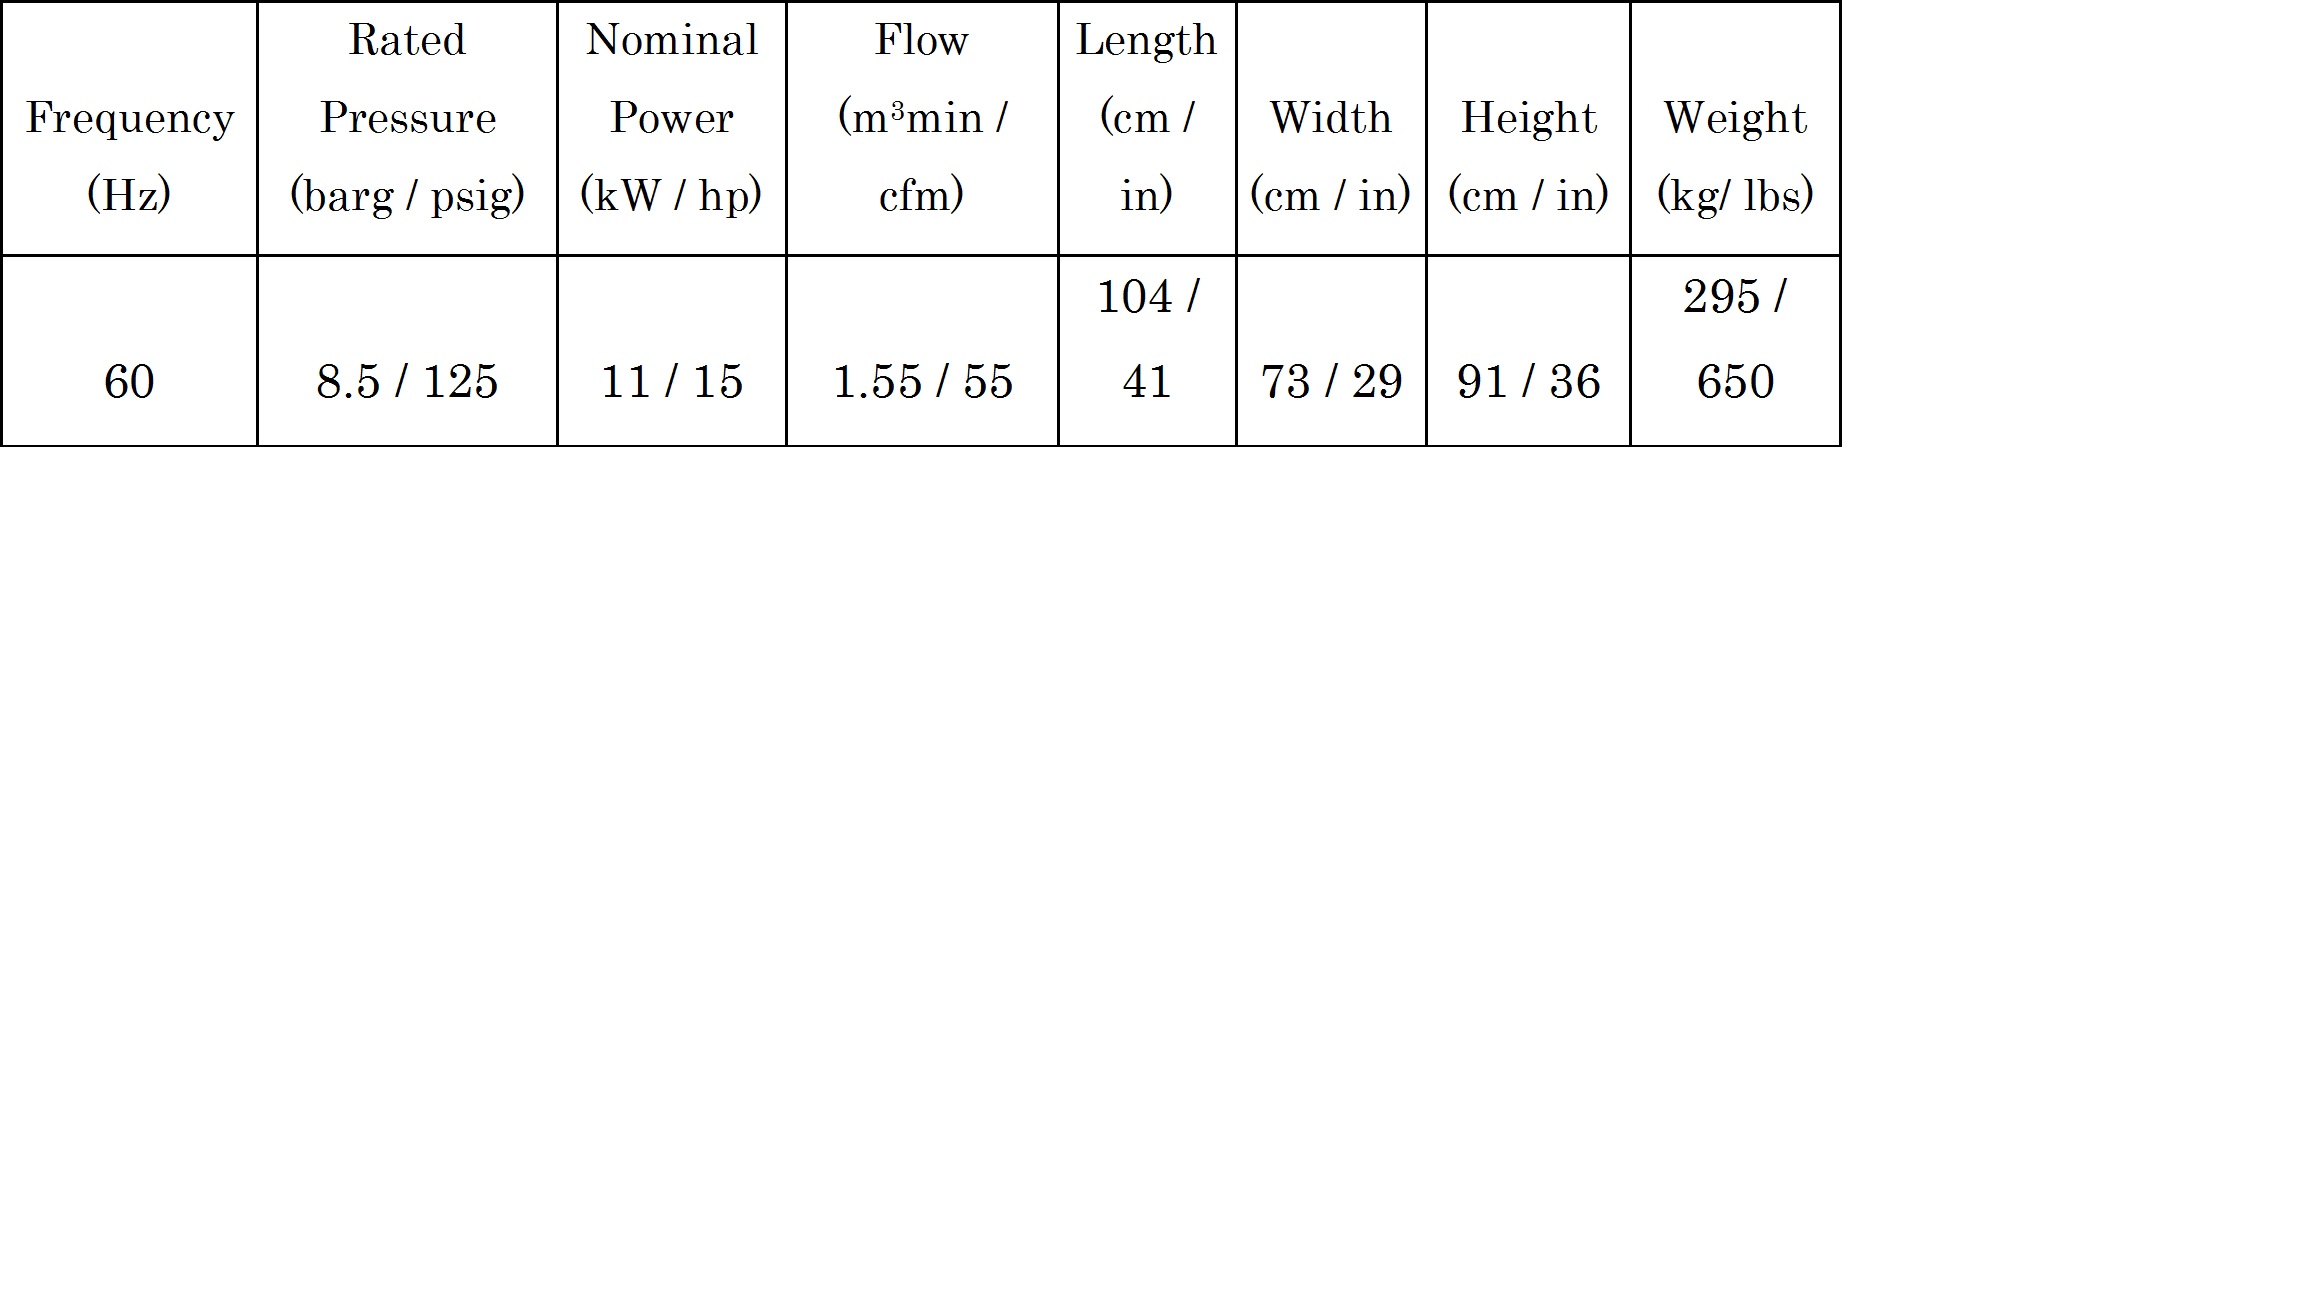 Frequency
(Hz)
Rated
Pressure
(barg / psig)
Nominal
Power
(kW / hp)
Flow
(m³min /
cfm)
Length
(cm /
in)
Width
(cm / in)
Height
(cm / in)
Weight
(kg/ lbs)
60
8.5 / 125
11 / 15
1.55 / 55
104 /
41
73 / 29
91 / 36
295 /
650